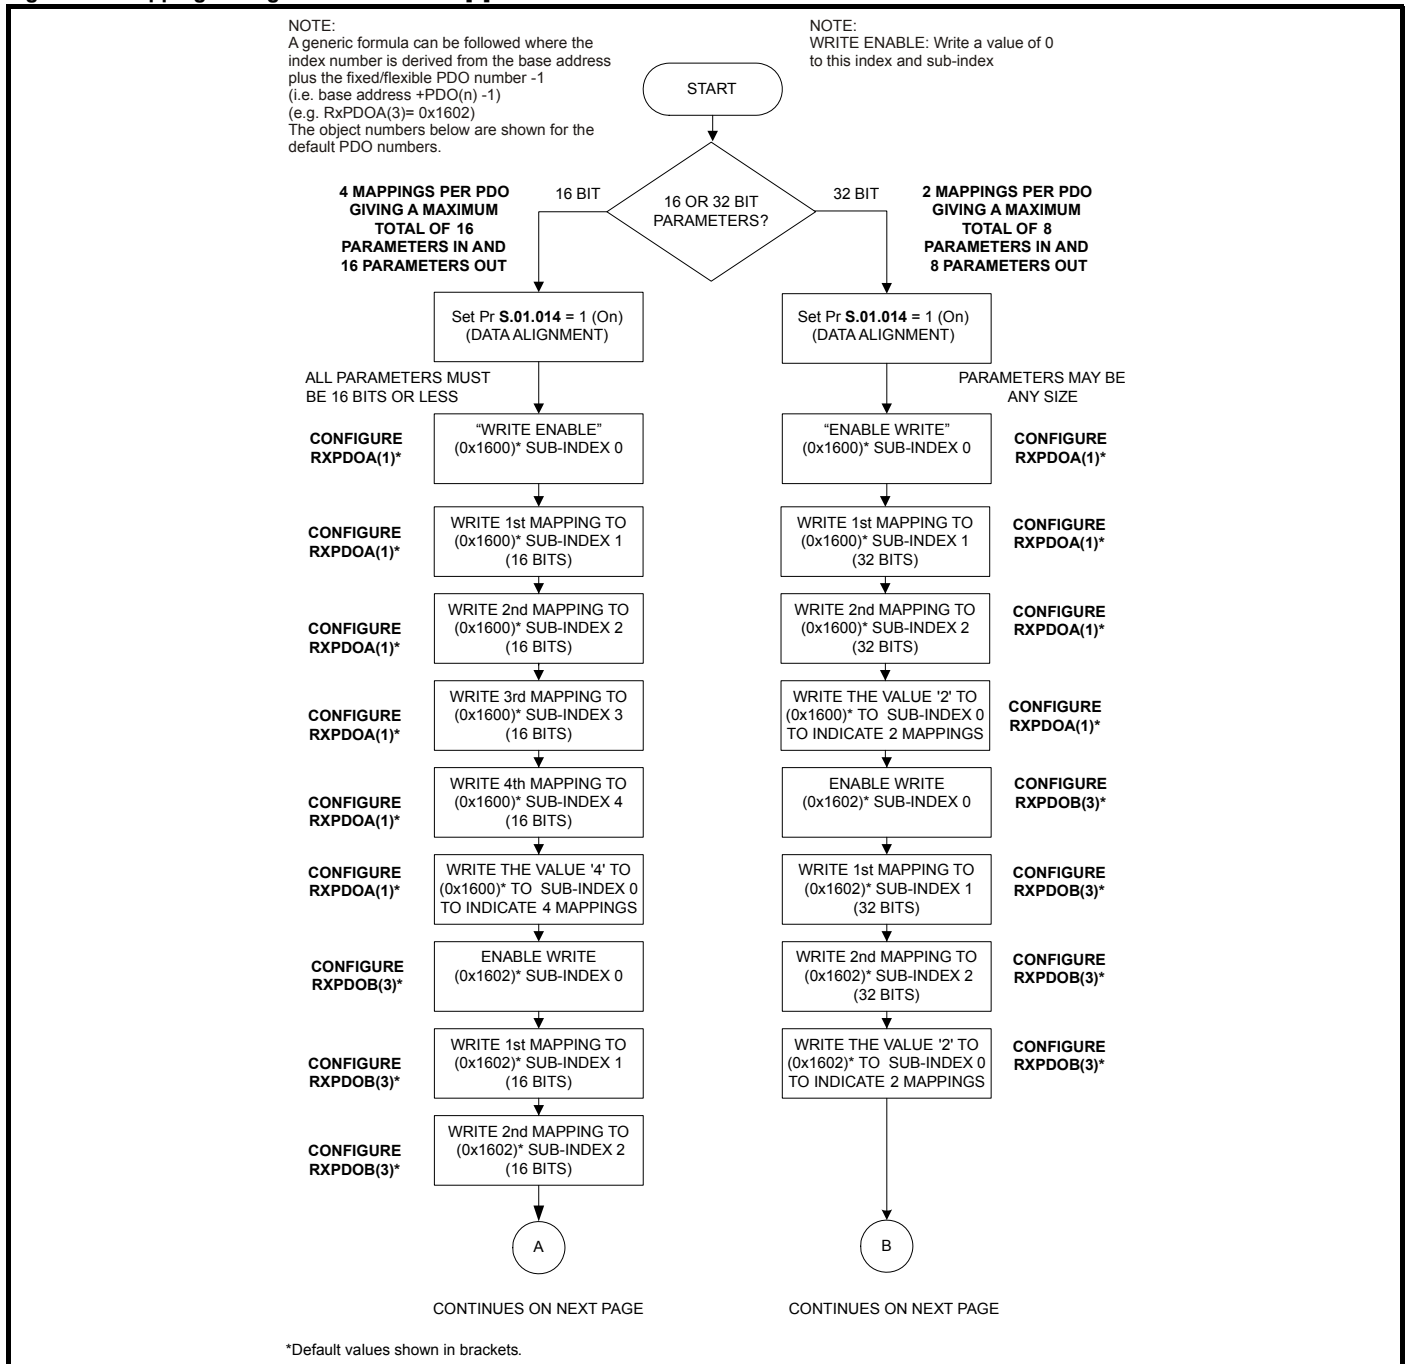 NOTE:
A generic formula can be followed where the
index number is derived from the base address
plus the fixed/flexible PDO number -1
(i.e. base address +PDO(n) -1)
(e.g. RxPDOA(3)= 0x1602)
The object numbers below are shown for the
default PDO numbers.
NOTE:
WRITE ENABLE: Write a value of 0
to this index and sub-index
START
16 OR 32 BIT
PARAMETERS?
16 BIT
32 BIT
4 MAPPINGS PER PDO
GIVING A MAXIMUM
TOTAL OF 16
PARAMETERS IN AND
16 PARAMETERS OUT
2 MAPPINGS PER PDO
GIVING A MAXIMUM
TOTAL OF 8
PARAMETERS IN AND
8 PARAMETERS OUT
Set Pr S.01.014 = 1 (On)
(DATA ALIGNMENT)
ALL PARAMETERS MUST
BE 16 BITS OR LESS
CONFIGURE
RXPDOA(1)*
"WRITE ENABLE"
(0x1600)* SUB-INDEX 0
CONFIGURE
RXPDOA(1)*
WRITE 1st MAPPING TO
(0x1600)* SUB-INDEX 1
(16 BITS)
CONFIGURE
RXPDOA(1)*
WRITE 2nd MAPPING TO
(0x1600)* SUB-INDEX 2
(16 BITS)
CONFIGURE
RXPDOA(1)*
WRITE 3rd MAPPING TO
(0x1600)* SUB-INDEX 3
(16 BITS)
CONFIGURE
RXPDOA(1)*
WRITE 4th MAPPING TO
(0x1600)* SUB-INDEX 4
(16 BITS)
CONFIGURE
RXPDOA(1)*
WRITE THE VALUE '4' TO
(0x1600)* TO SUB-INDEX 0
TO INDICATE 4 MAPPINGS
CONFIGURE
RXPDOB(3)*
ENABLE WRITE
(0x1602)* SUB-INDEX 0
CONFIGURE
RXPDOB(3)*
WRITE 1st MAPPING TO
(0x1602)* SUB-INDEX 1
(16 BITS)
CONFIGURE
RXPDOB(3)*
WRITE 2nd MAPPING TO
(0x1602)* SUB-INDEX 2
(16 BITS)
A
CONTINUES ON NEXT PAGE
Set Pr S.01.014 = 1 (On)
(DATA ALIGNMENT)
PARAMETERS MAY BE
ANY SIZE
"ENABLE WRITE"
(0x1600)* SUB-INDEX 0
CONFIGURE
RXPDOA(1)*
WRITE 1st MAPPING TO
(0x1600)* SUB-INDEX 1
(32 BITS)
CONFIGURE
RXPDOA(1)*
WRITE 2nd MAPPING TO
(0x1600)* SUB-INDEX 2
(32 BITS)
CONFIGURE
RXPDOA(1)*
WRITE THE VALUE '2' TO
(0x1600)* TO SUB-INDEX 0
TO INDICATE 2 MAPPINGS
CONFIGURE
RXPDOA(1)*
ENABLE WRITE
(0x1602)* SUB-INDEX 0
CONFIGURE
RXPDOB(3)*
WRITE 1st MAPPING TO
(0x1602)* SUB-INDEX 1
(32 BITS)
CONFIGURE
RXPDOB(3)*
WRITE 2nd MAPPING TO
(0x1602)* SUB-INDEX 2
(32 BITS)
CONFIGURE
RXPDOB(3)*
WRITE THE VALUE '2' TO
(0x1602)* TO SUB-INDEX 0
TO INDICATE 2 MAPPINGS
CONFIGURE
RXPDOB(3)*
B
CONTINUES ON NEXT PAGE
*Default values shown in brackets.